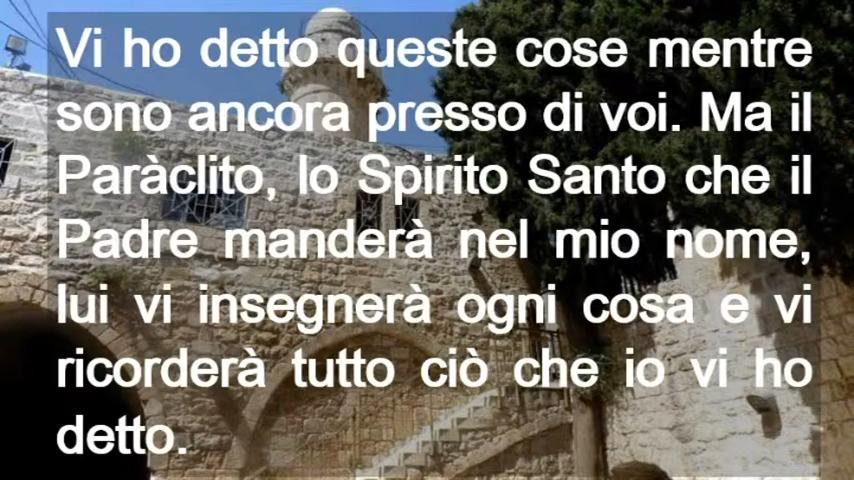 Vi ho detto queste cose mentre
sono ancora presso di voi. Ma il
Paràclito, lo Spirito Santo che il
Padre manderà nel mio nome,
lui vi insegnerà ogni cosa e vi
ricorderà tutto ciò che io vi ho
detto.